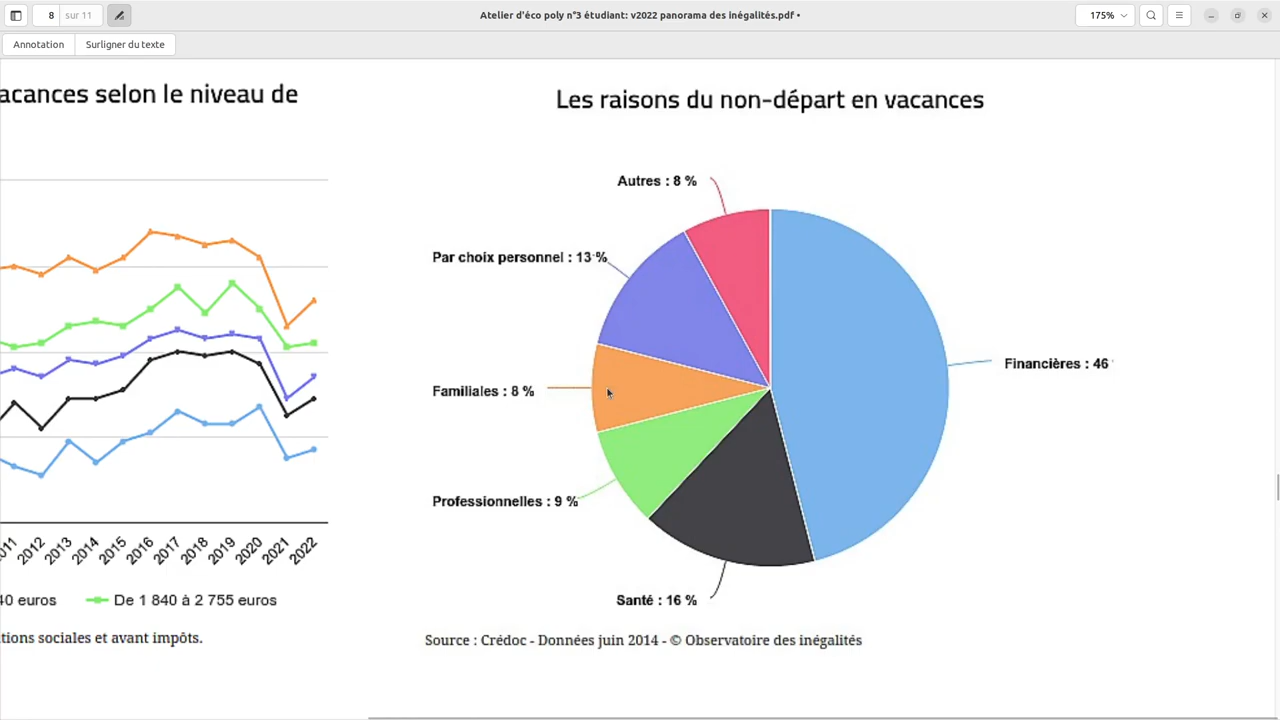 8 sur 11
Atelier d'éco poly n°3 étudiant: v2022 panorama des inégalités.pdf •
175%
Annotation
Surligner du texte
acances selon le niveau de
2011
2012
2013
2014
2015
2016
2017
2018
2019
2020
2021
2022
40 euros
De 1 840 à 2 755 euros
tions sociales et avant impôts.
Les raisons du non-départ en vacances
Autres : 8 %
Par choix personnel : 13 %
Familiales : 8 %
Financières : 46
Professionnelles : 9 %
Santé : 16 %
Source : Crédoc - Données juin 2014 - © Observatoire des inégalités